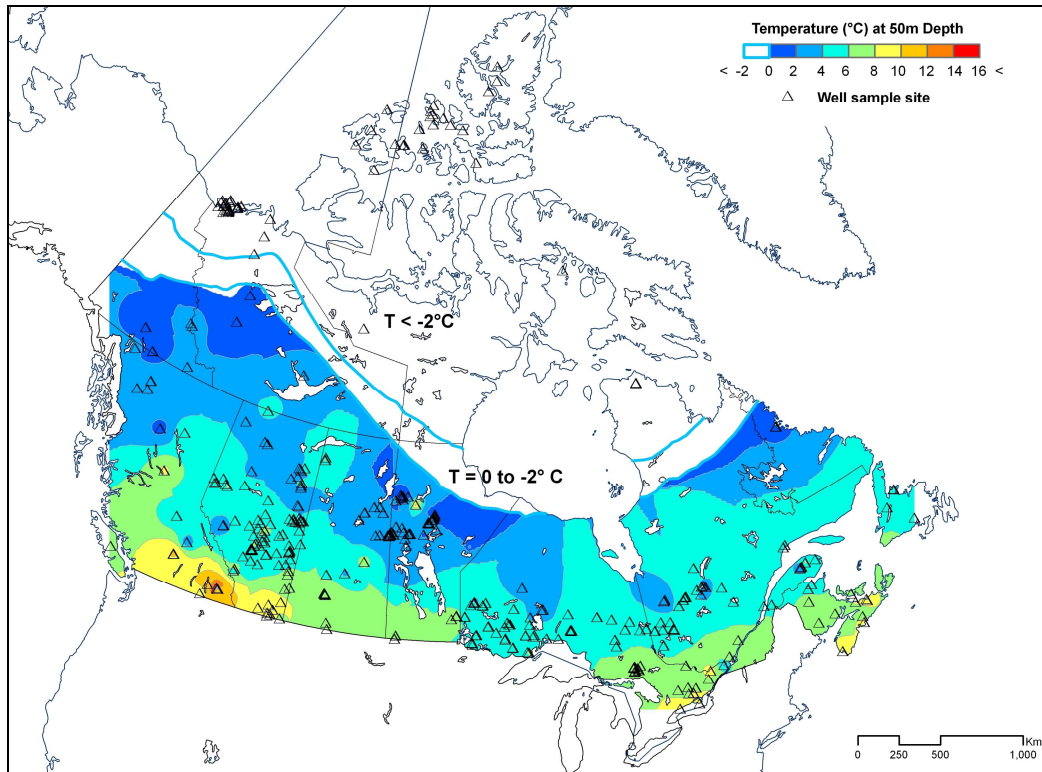 Temperature (°C) at 50m Depth
< -2 0 2 4 6 8 10 12 14 16 <
Well sample site
T < -2°C
T = 0 to -2° C
Km
0 250 500 1,000